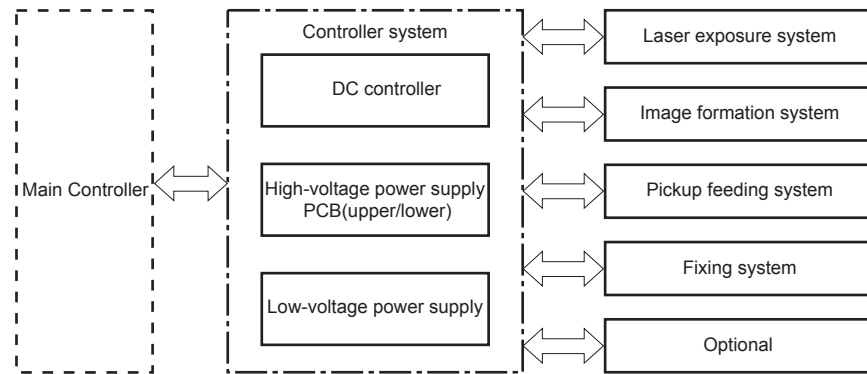 Main Controller
Controller system
DC controller
High-voltage power supply
PCB(upper/lower)
Low-voltage power supply
Laser exposure system
Image formation system
Pickup feeding system
Fixing system
Optional